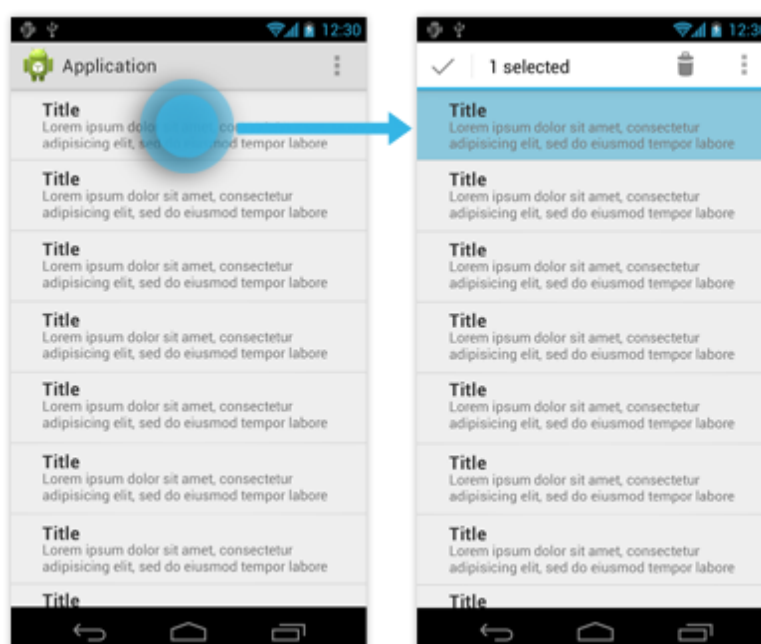 12:30
Application
Title
Lorem ipsum dolor sit amet, co
adipisicing elit, sed nod tempor labore
Title
Lorem ipsum dolor sit amet, consectetur
adipisicing elit, sed do eiusmod tempor labore
Title
Lorem ipsum dolor sit amet, consectetur
adipisicing elit, sed do eiusmod tempor labore
Title
Lorem ipsum dolor sit amet, consectetur
adipisicing elit, sed do eiusmod tempor labore
Title
Lorem ipsum dolor sit amet, consectetur
adipisicing elit, sed do eiusmod tempor labore
Title
Lorem ipsum dolor sit amet, consectetur
adipisicing elit, sed do eiusmod tempor labore
Title
Lorem ipsum dolor sit amet, consectetur
adipisicing elit, sed do eiusmod tempor labore
Title
12:30
1 selected
Title
Lorem ipsum dolor sit amet, consectetur
adipisicing elit, sed do eiusmod tempor labore
Title
Lorem ipsum dolor sit amet, consectetur
adipisicing elit, sed do eiusmod tempor labore
Title
Lorem ipsum dolor sit amet, consectetur
adipisicing elit, sed do eiusmod tempor labore
Title
Lorem ipsum dolor sit amet, consectetur
adipisicing elit, sed do eiusmod tempor labore
Title
Lorem ipsum dolor sit amet, consectetur
adipisicing elit, sed do eiusmod tempor labore
Title
Lorem ipsum dolor sit amet, consectetur
adipisicing elit, sed do eiusmod tempor labore
Title
Lorem ipsum dolor sit amet, consectetur
adipisicing elit, sed do eiusmod tempor labore
Title